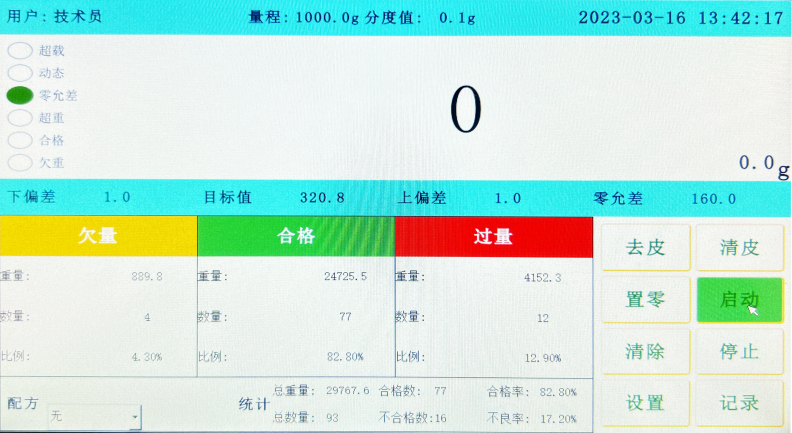 用户: 技术员 量程: 1000.0g 分度值: 0.1g 2023-03-16 13:42:17
超载
动态
零允差
超重
合格
欠重
0
0.0g
下偏差 1.0 目标值 320.8 上偏差 1.0 零允差 160.0
欠量 合格 过量
重量: 889.8 重量: 24725.5 重量: 4152.3
数量: 4 数量: 77 数量: 12
比例: 4.30% 比例: 82.80% 比例: 12.90%
去皮 清皮
置零 启动
清除 停止
设置 记录
配方 无
统计
总重量: 29767.6 合格数: 77 合格率: 82.80%
总数量: 93 不合格数:16 不良率: 17.20%